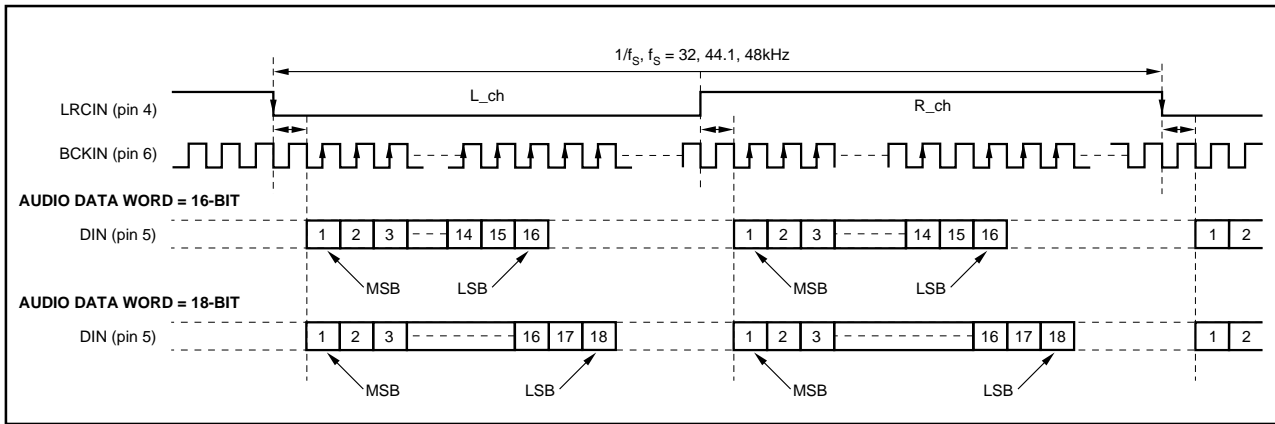 1/fS, fS = 32, 44.1, 48kHz
LRCIN (pin 4)
L_ch
R_ch
BCKIN (pin 6)
AUDIO DATA WORD = 16-BIT
DIN (pin 5)
1 2 3 14 15 16 1 2 3 14 15 16 1 2
MSB LSB MSB LSB
AUDIO DATA WORD = 18-BIT
DIN (pin 5)
1 2 3 16 17 18 1 2 3 16 17 18 1 2
MSB LSB MSB LSB